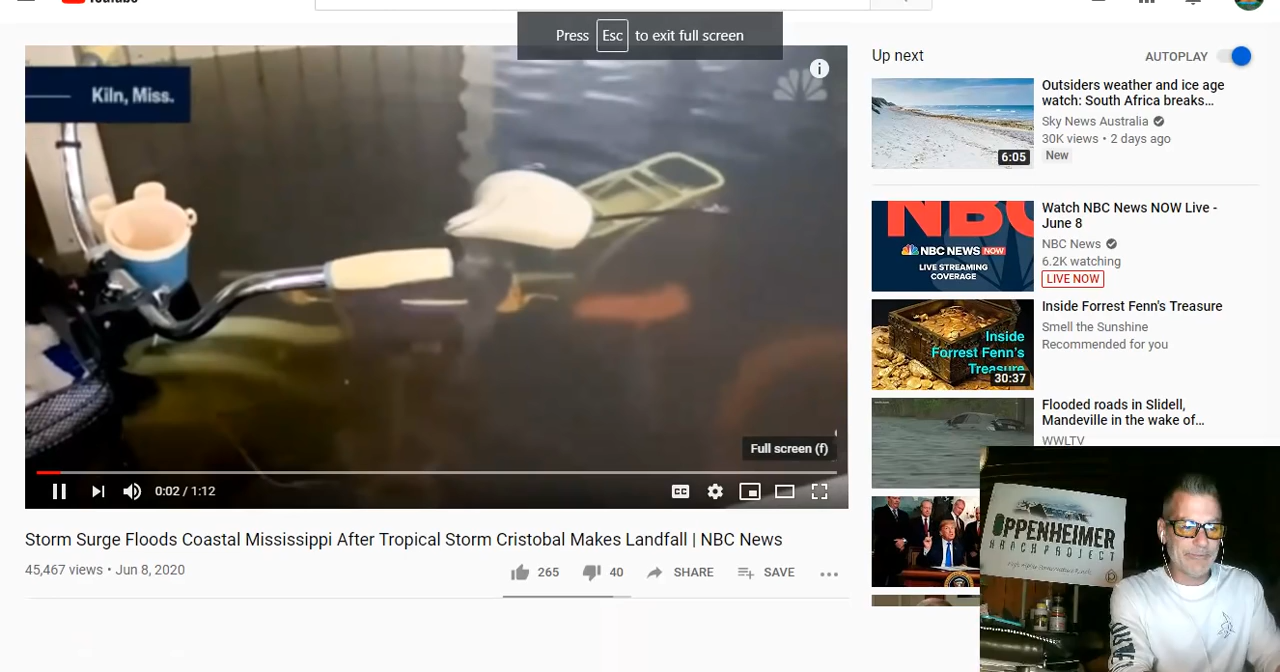 YouTube
Press Esc to exit full screen
Kiln, Miss.
i
Full screen (f)
0:02 / 1:12
CC
Storm Surge Floods Coastal Mississippi After Tropical Storm Cristobal Makes Landfall | NBC News
45,467 views • Jun 8, 2020
265
40
SHARE
SAVE
Up next
AUTOPLAY
6:05
Outsiders weather and ice age
watch: South Africa breaks...
Sky News Australia
30K views • 2 days ago
New
NBC
NBC NEWS NOW
LIVE STREAMING
COVERAGE
Watch NBC News NOW Live -
June 8
NBC News
6.2K watching
LIVE NOW
Inside
Forrest Fenn's
Treasure
30:37
Inside Forrest Fenn's Treasure
Smell the Sunshine
Recommended for you
Flooded roads in Slidell,
Mandeville in the wake of...
WWLTV
OPPENHEIMER
RANCH PROJECT